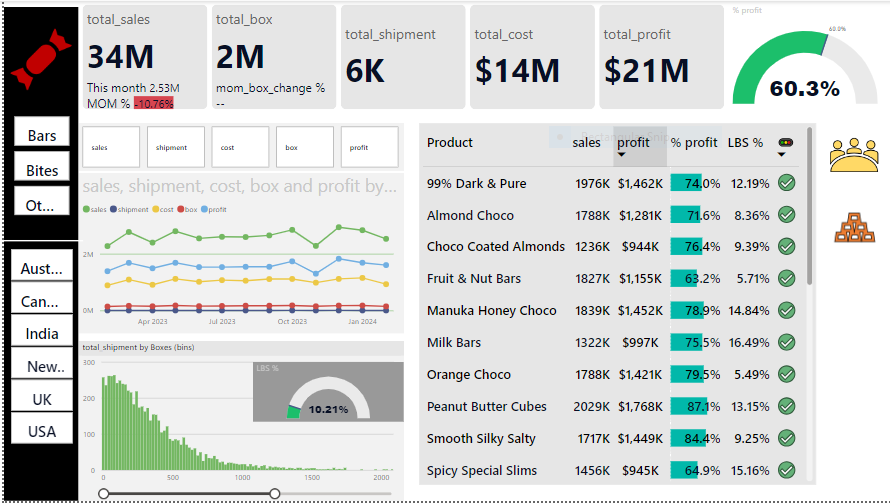 total_sales
34M
This month 2.53M
MOM % -10.76%
total_box
2M
mom_box_change %
--
total_shipment
6K
total_cost
$14M
total_profit
$21M
% profit
60.3%
Bars
Bites
Ot...
Aust...
Can...
India
New..
UK
USA
sales
shipment
cost
box
profit
sales, shipment, cost, box and profit by...
sales shipment cost box profit
2M
0M
Apr 2023 Jul 2023 Oct 2023 Jan 2024
total_shipment by Boxes (bins)
300
200
100
0
0 500 1000 1500 2000
LBS %
10.21%
Product sales profit % profit LBS %
99% Dark & Pure 1976K $1,462K 74.0% 12.19%
Almond Choco 1788K $1,281K 71.6% 8.36%
Choco Coated Almonds 1236K $944K 76.4% 9.39%
Fruit & Nut Bars 1827K $1,155K 63.2% 5.71%
Manuka Honey Choco 1839K $1,452K 78.9% 14.84%
Milk Bars 1322K $997K 75.5% 16.49%
Orange Choco 1788K $1,421K 79.5% 5.49%
Peanut Butter Cubes 2029K $1,768K 87.1% 13.15%
Smooth Silky Salty 1717K $1,449K 84.4% 9.25%
Spicy Special Slims 1456K $945K 64.9% 15.16%